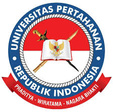 UNIVERSITAS PERTAHANAN
REPUBLIK INDONESIA
PRADITYA - WIRATAMA - NAGARA BHAKTI